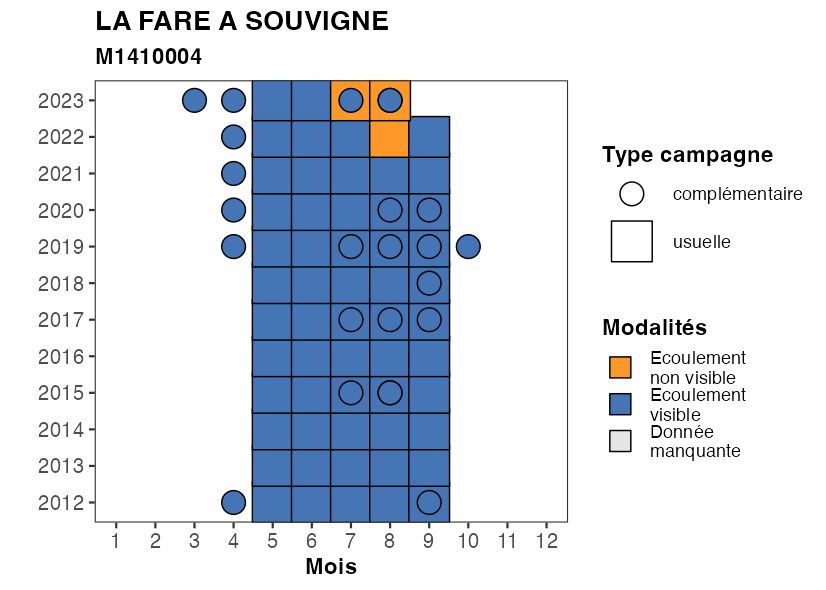 LA FARE A SOUVIGNE
M1410004
2023
2022
2021
2020
2019
2018
2017
2016
2015
2014
2013
2012
1 2 3 4 5 6 7 8 9 10 11 12
Mois
Type campagne
complémentaire
usuelle
Modalités
Ecoulement
non visible
Ecoulement
visible
Donnée
manquante